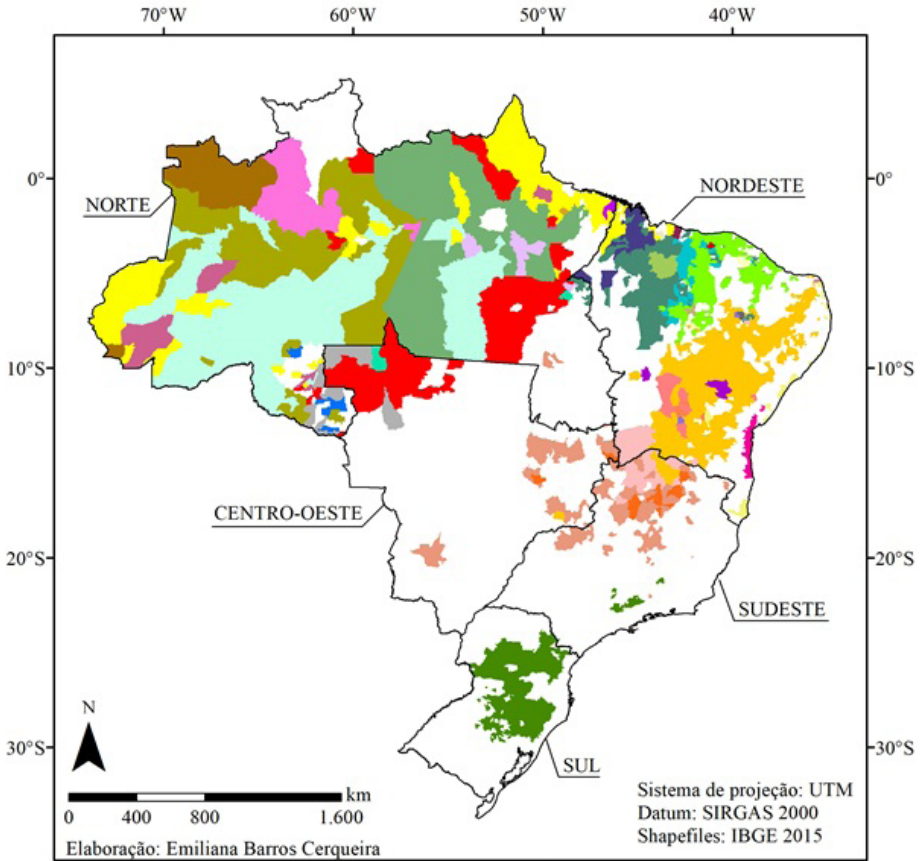 70°W 60°W 50°W 40°W
0° 0°
NORTE
NORDESTE
10°S 10°S
CENTRO-OESTE
20°S 20°S
SUDESTE
N
30°S 30°S
SUL
km
0 400 800 1.600
Sistema de projeção: UTM
Datum: SIRGAS 2000
Shapefiles: IBGE 2015
Elaboração: Emiliana Barros Cerqueira